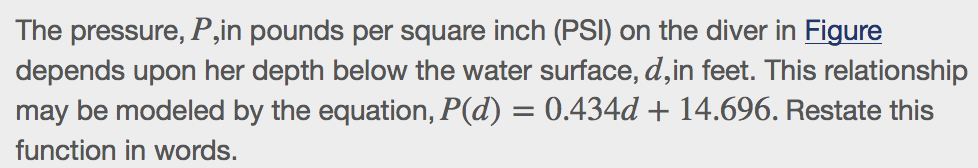 The pressure, P,in pounds per square inch (PSI) on the diver in Figure
depends upon her depth below the water surface, d,in feet. This relationship
may be modeled by the equation, P(d) = 0.434d + 14.696. Restate this
function in words.